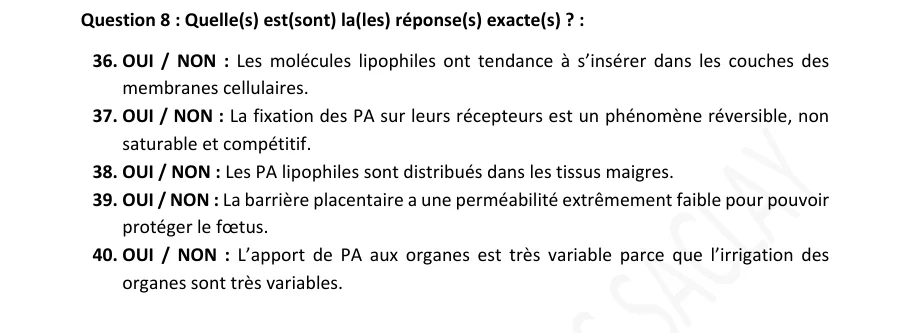 Question 8 : Quelle(s) est(sont) la(les) réponse(s) exacte(s) ? :
36. OUI / NON : Les molécules lipophiles ont tendance à s’insérer dans les couches des
membranes cellulaires.
37. OUI / NON : La fixation des PA sur leurs récepteurs est un phénomène réversible, non
saturable et compétitif.
38. OUI / NON : Les PA lipophiles sont distribués dans les tissus maigres.
39. OUI / NON : La barrière placentaire a une perméabilité extrêmement faible pour pouvoir
protéger le fœtus.
40. OUI / NON : L’apport de PA aux organes est très variable parce que l’irrigation des
organes sont très variables.
SACLAY